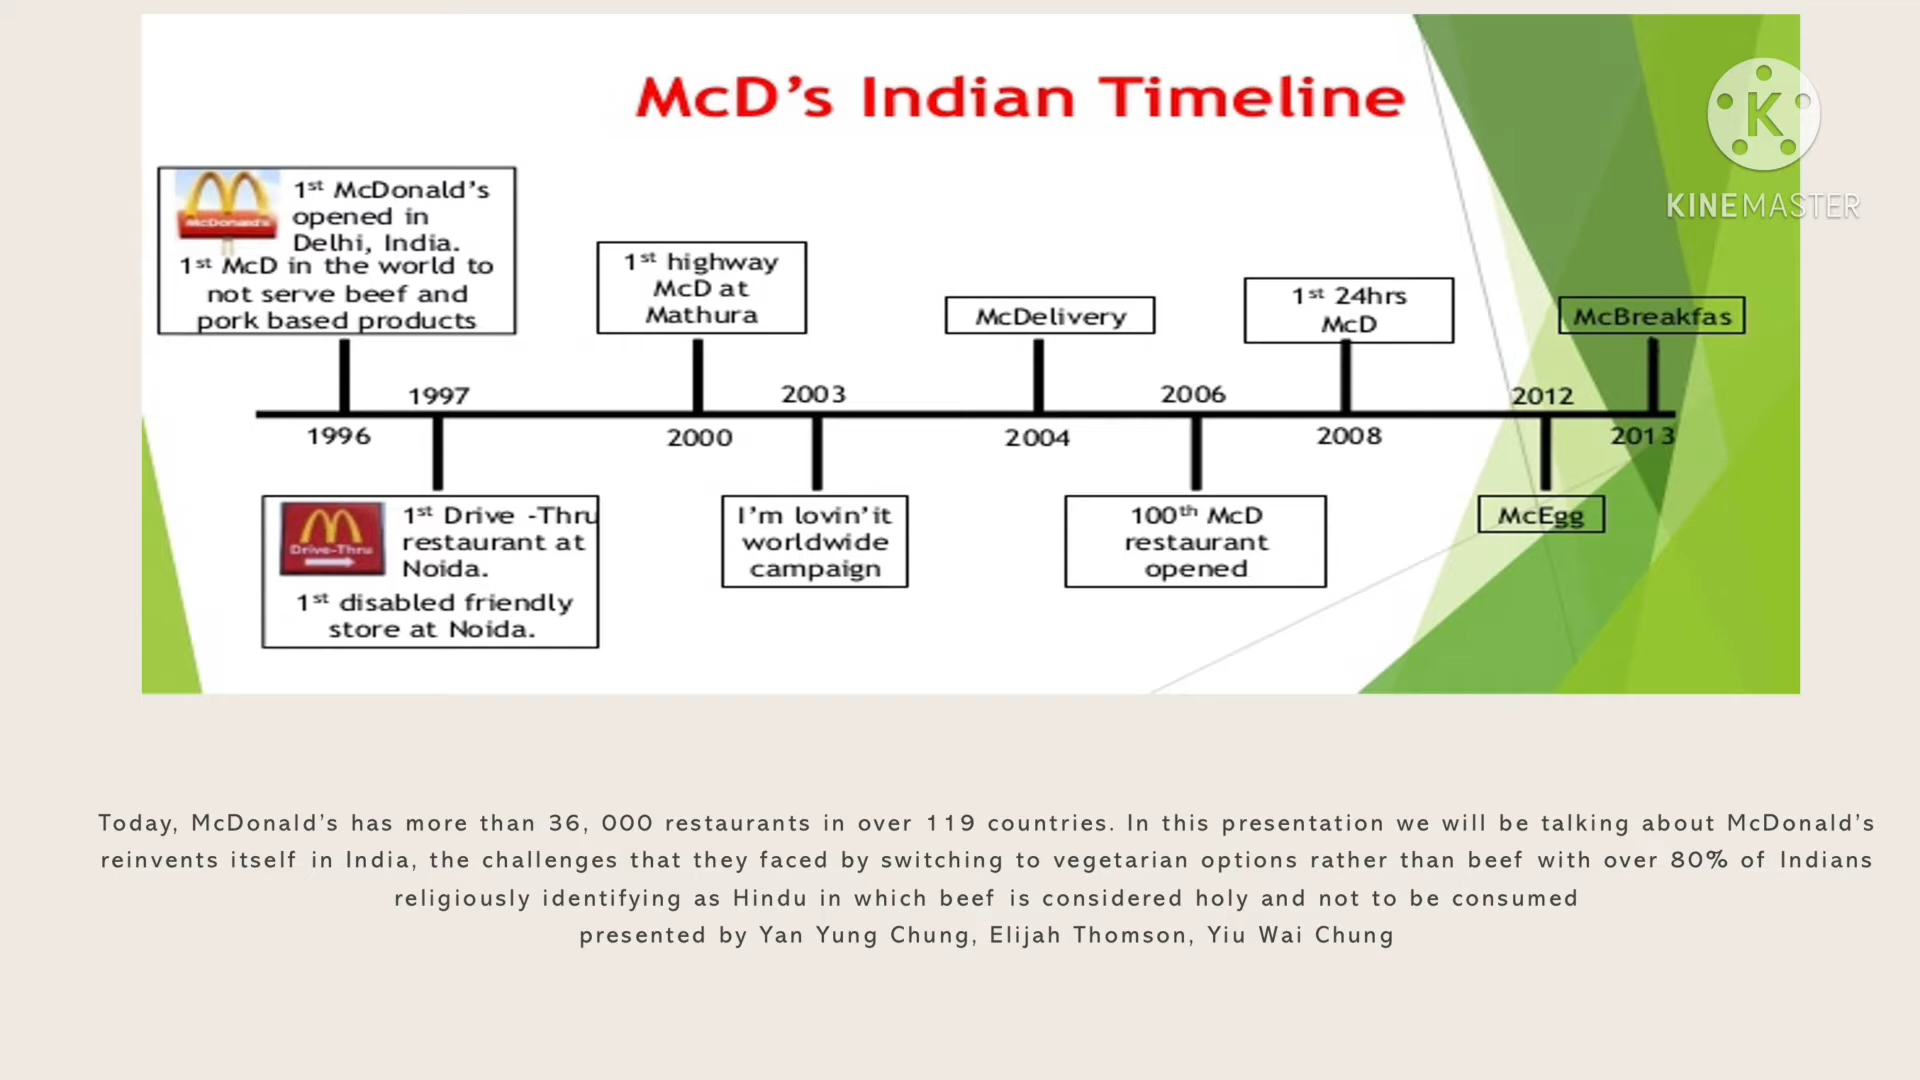 McD's Indian Timeline
K
KINEMASTER
McDonald's
1st McDonald's
opened in
Delhi, India.
1st McD in the world to
not serve beef and
pork based products
1st highway
McD at
Mathura
McDelivery
1st 24hrs
McD
McBreakfas
1997
2003
2006
2012
1996
2000
2004
2008
2013
Drive-Thru
1st Drive -Thru
restaurant at
Noida.
1st disabled friendly
store at Noida.
I'm lovin'it
worldwide
campaign
100th McD
restaurant
opened
McEgg
Today, McDonald's has more than 36, 000 restaurants in over 119 countries. In this presentation we will be talking about McDonald's
reinvents itself in India, the challenges that they faced by switching to vegetarian options rather than beef with over 80% of Indians
religiously identifying as Hindu in which beef is considered holy and not to be consumed
presented by Yan Yung Chung, Elijah Thomson, Yiu Wai Chung